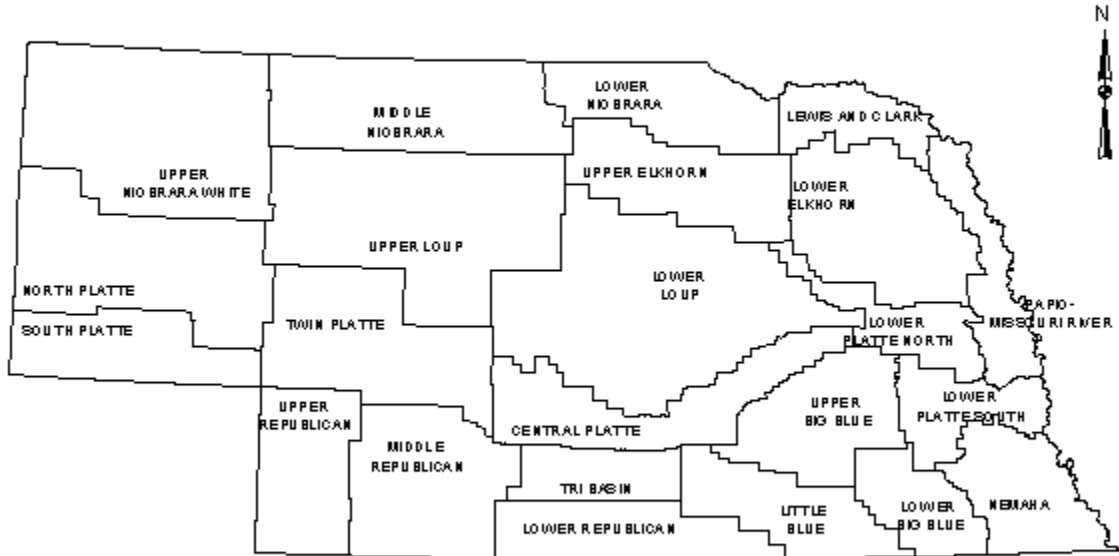 N
LOWER
NIOBRARA
MIDDLE
NIOBRARA
LEWIS AND CLARK
UPPER
NIOBRARA WHITE
UPPER ELKHORN
LOWER
ELKHORN
UPPER LOUP
LOWER
LOUP
NORTH PLATTE
SOUTH PLATTE
TWIN PLATTE
LOWER
PLATTE NORTH
PAPIO-
MISSOURI RIVER
UPPER
REPUBLICAN
MIDDLE
REPUBLICAN
CENTRAL PLATTE
UPPER
BIG BLUE
LOWER
PLATTE SOUTH
TRI BASIN
LOWER REPUBLICAN
LITTLE
BLUE
LOWER
BIG BLUE
NEMAHA